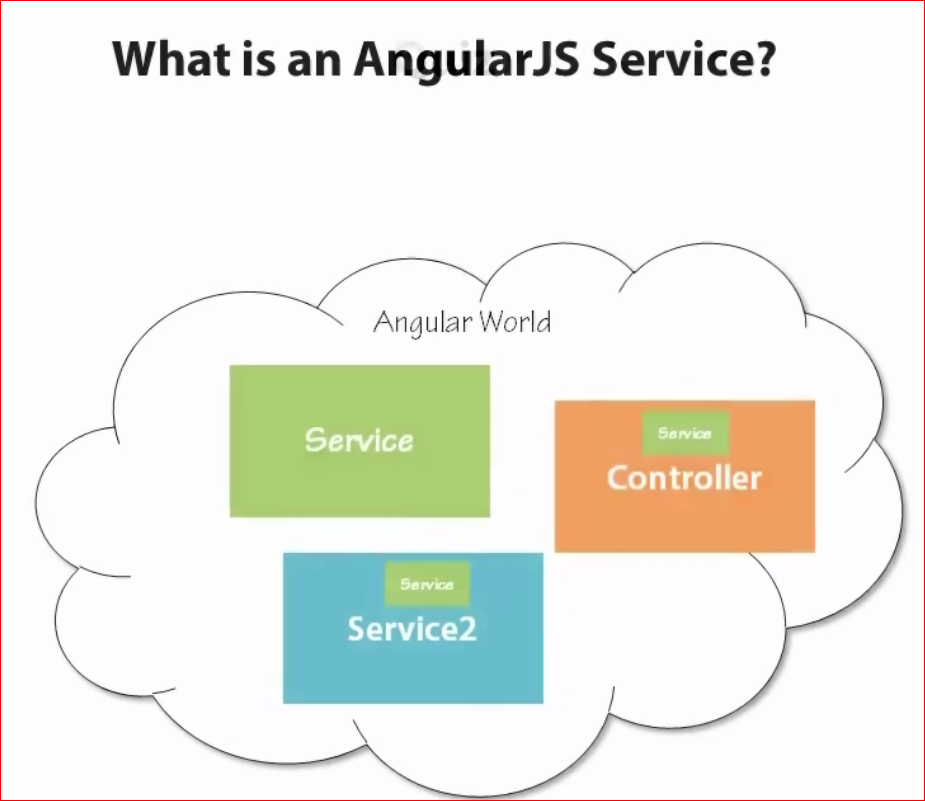 What is an AngularJS Service?
Angular World
Service
Service
Controller
Service
Service2